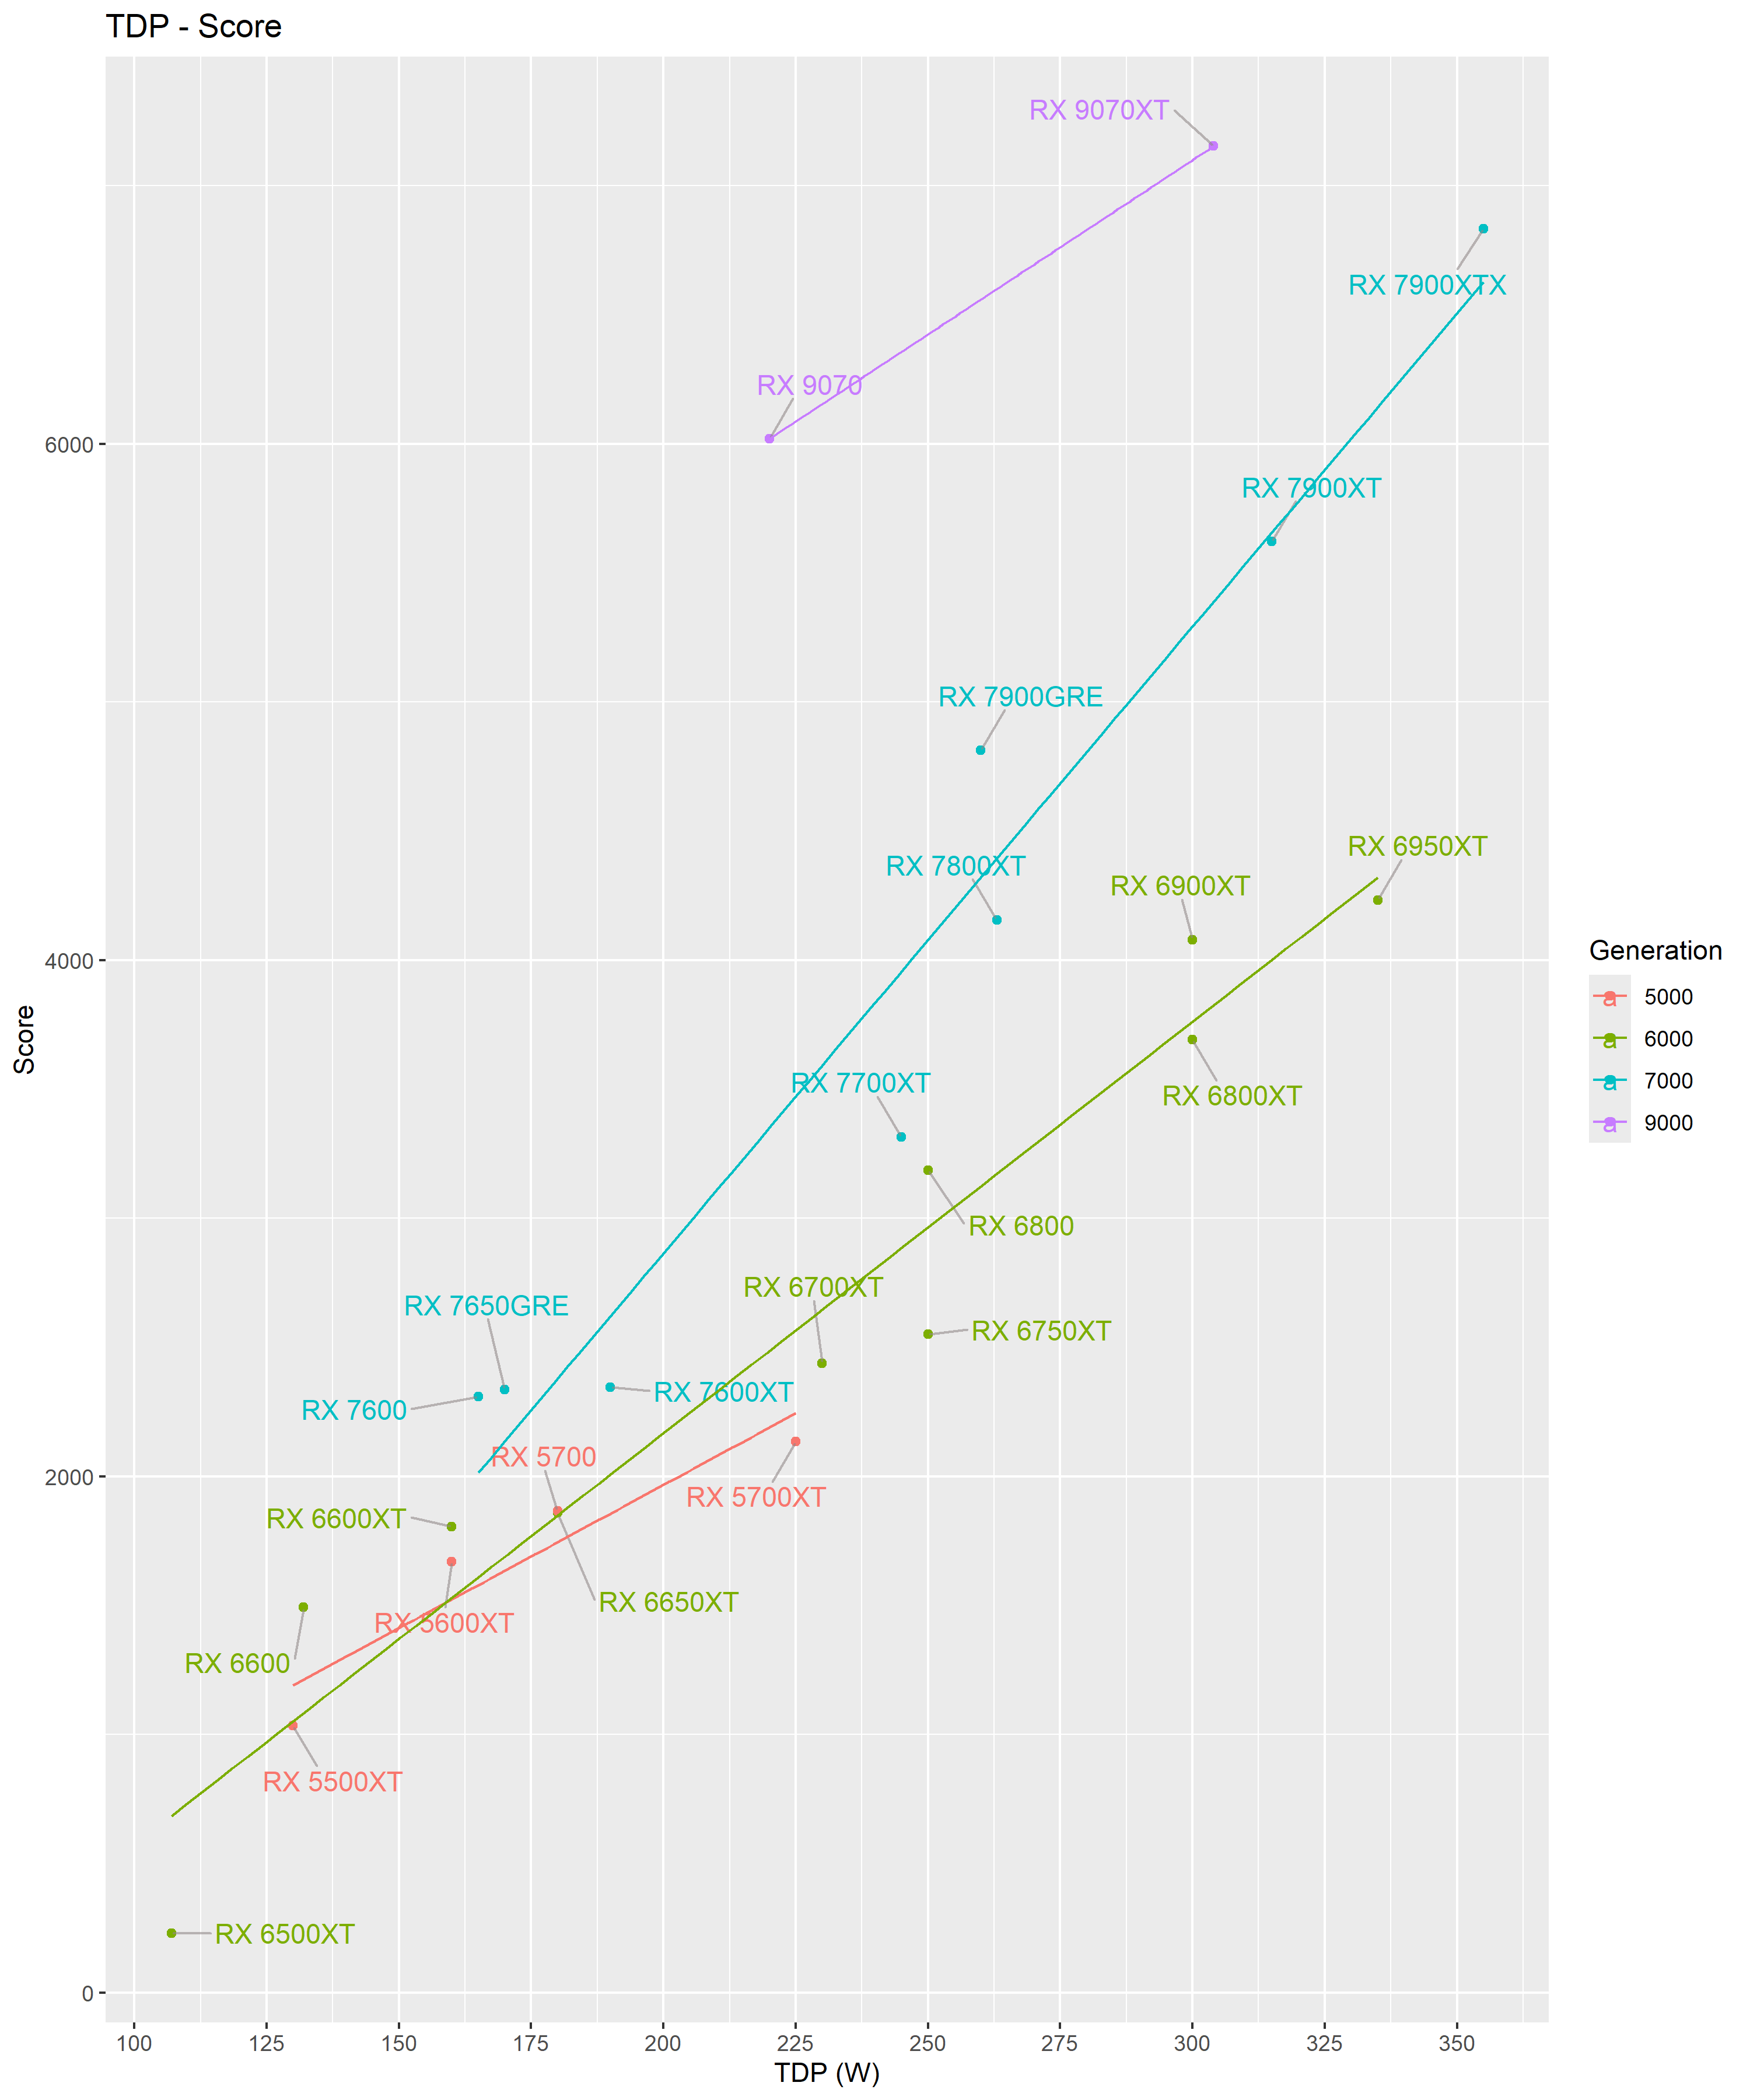 TDP - Score
RX 9070XT
RX 7900XTX
RX 9070
6000
RX 7900XT
RX 7900GRE
RX 6950XT
RX 7800XT
RX 6900XT
4000
Generation
5000
6000
7000
9000
a
a
a
a
Score
RX 7700XT
RX 6800XT
RX 6800
RX 6700XT
RX 7650GRE
RX 6750XT
RX 7600XT
RX 7600
RX 5700
2000
RX 5700XT
RX 6600XT
RX 6650XT
RX 5600XT
RX 6600
RX 5500XT
RX 6500XT
0
100 125 150 175 200 225 250 275 300 325 350
TDP (W)